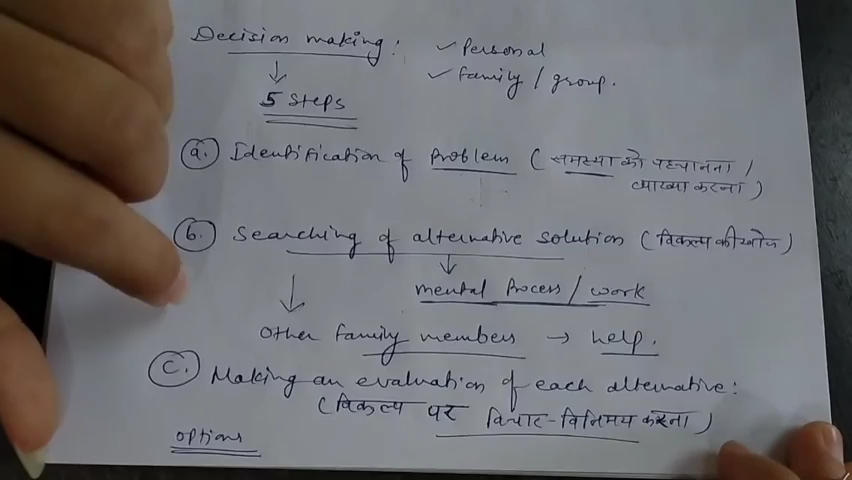 Decision making : ✓ Personal
✓ Family / group.
↓
5 Steps
(a.) Identification of Problem ( समस्या को पहचानना /
व्याख्या करना )
(b.) Searching of alternative solution ( विकल्प की खोज )
↓ mental Process / work
Other family members → help.
(c.) Making an evaluation of each alternative :
( विकल्प पर विचार-विनिमय करना )
options